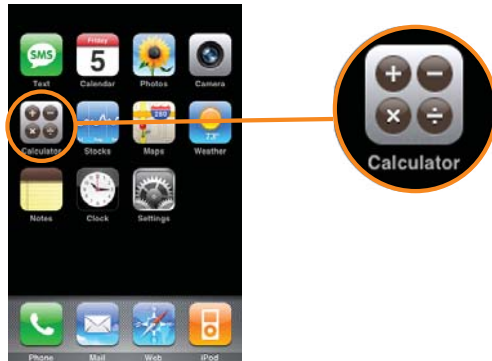 SMS
Friday
5
Text Calendar Photos Camera
280
73°
Calculator Stocks Maps Weather
Notes Clock Settings
Phone Mail Web iPod
Calculator